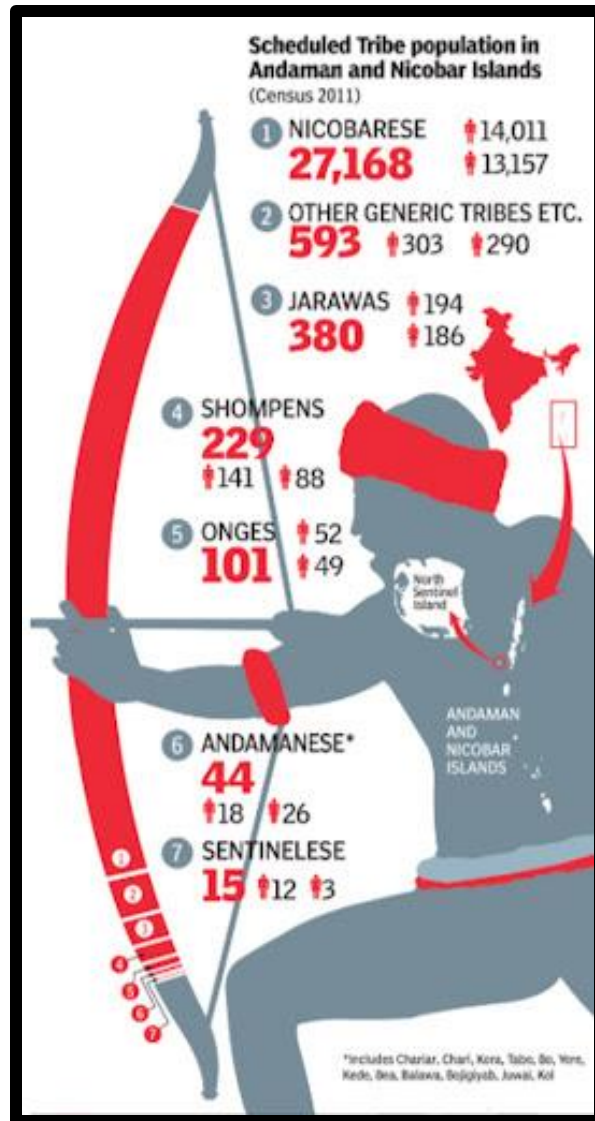 Scheduled Tribe population in
Andaman and Nicobar Islands
(Census 2011)
1 NICOBARESE
27,168
14,011
13,157
2 OTHER GENERIC TRIBES ETC.
593 303 290
3 JARAWAS 194
380 186
4 SHOMPENS
229
141 88
5 ONGES 52
101 49
North
Sentinel
Island
ANDAMAN
AND
NICOBAR
ISLANDS
6 ANDAMANESE*
44
18 26
7 SENTINELESE
15 12 3
1
2
3
4
5
6
7
*Includes Chariar, Chari, Kora, Tabo, Bo, Yere,
Kede, Bea, Balawa, Bojigiyab, Juwai, Kol